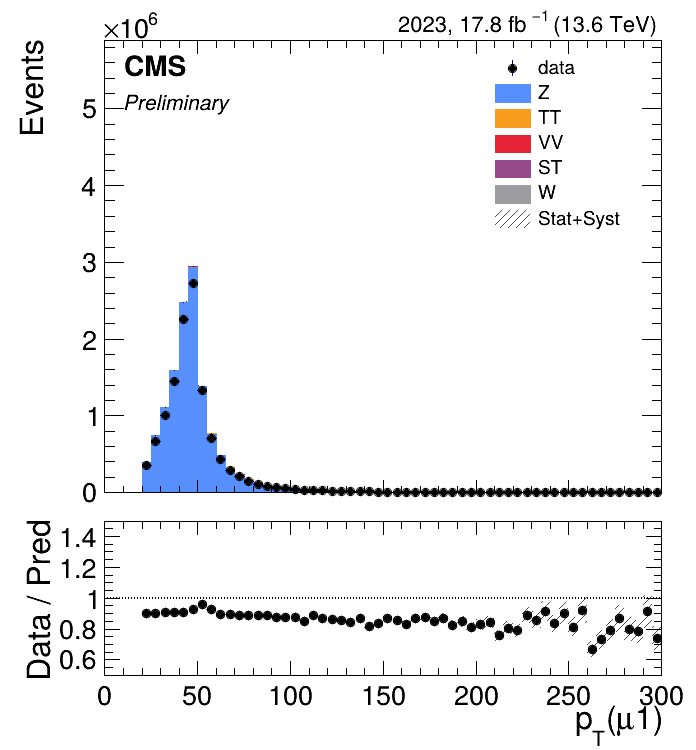 ×10⁶
2023, 17.8 fb⁻¹ (13.6 TeV)
Events
CMS
Preliminary
data
Z
TT
VV
ST
W
Stat+Syst
5
4
3
2
1
0
Data / Pred
1.4
1.2
1
0.8
0.6
0 50 100 150 200 250 300
p_T(μ1)